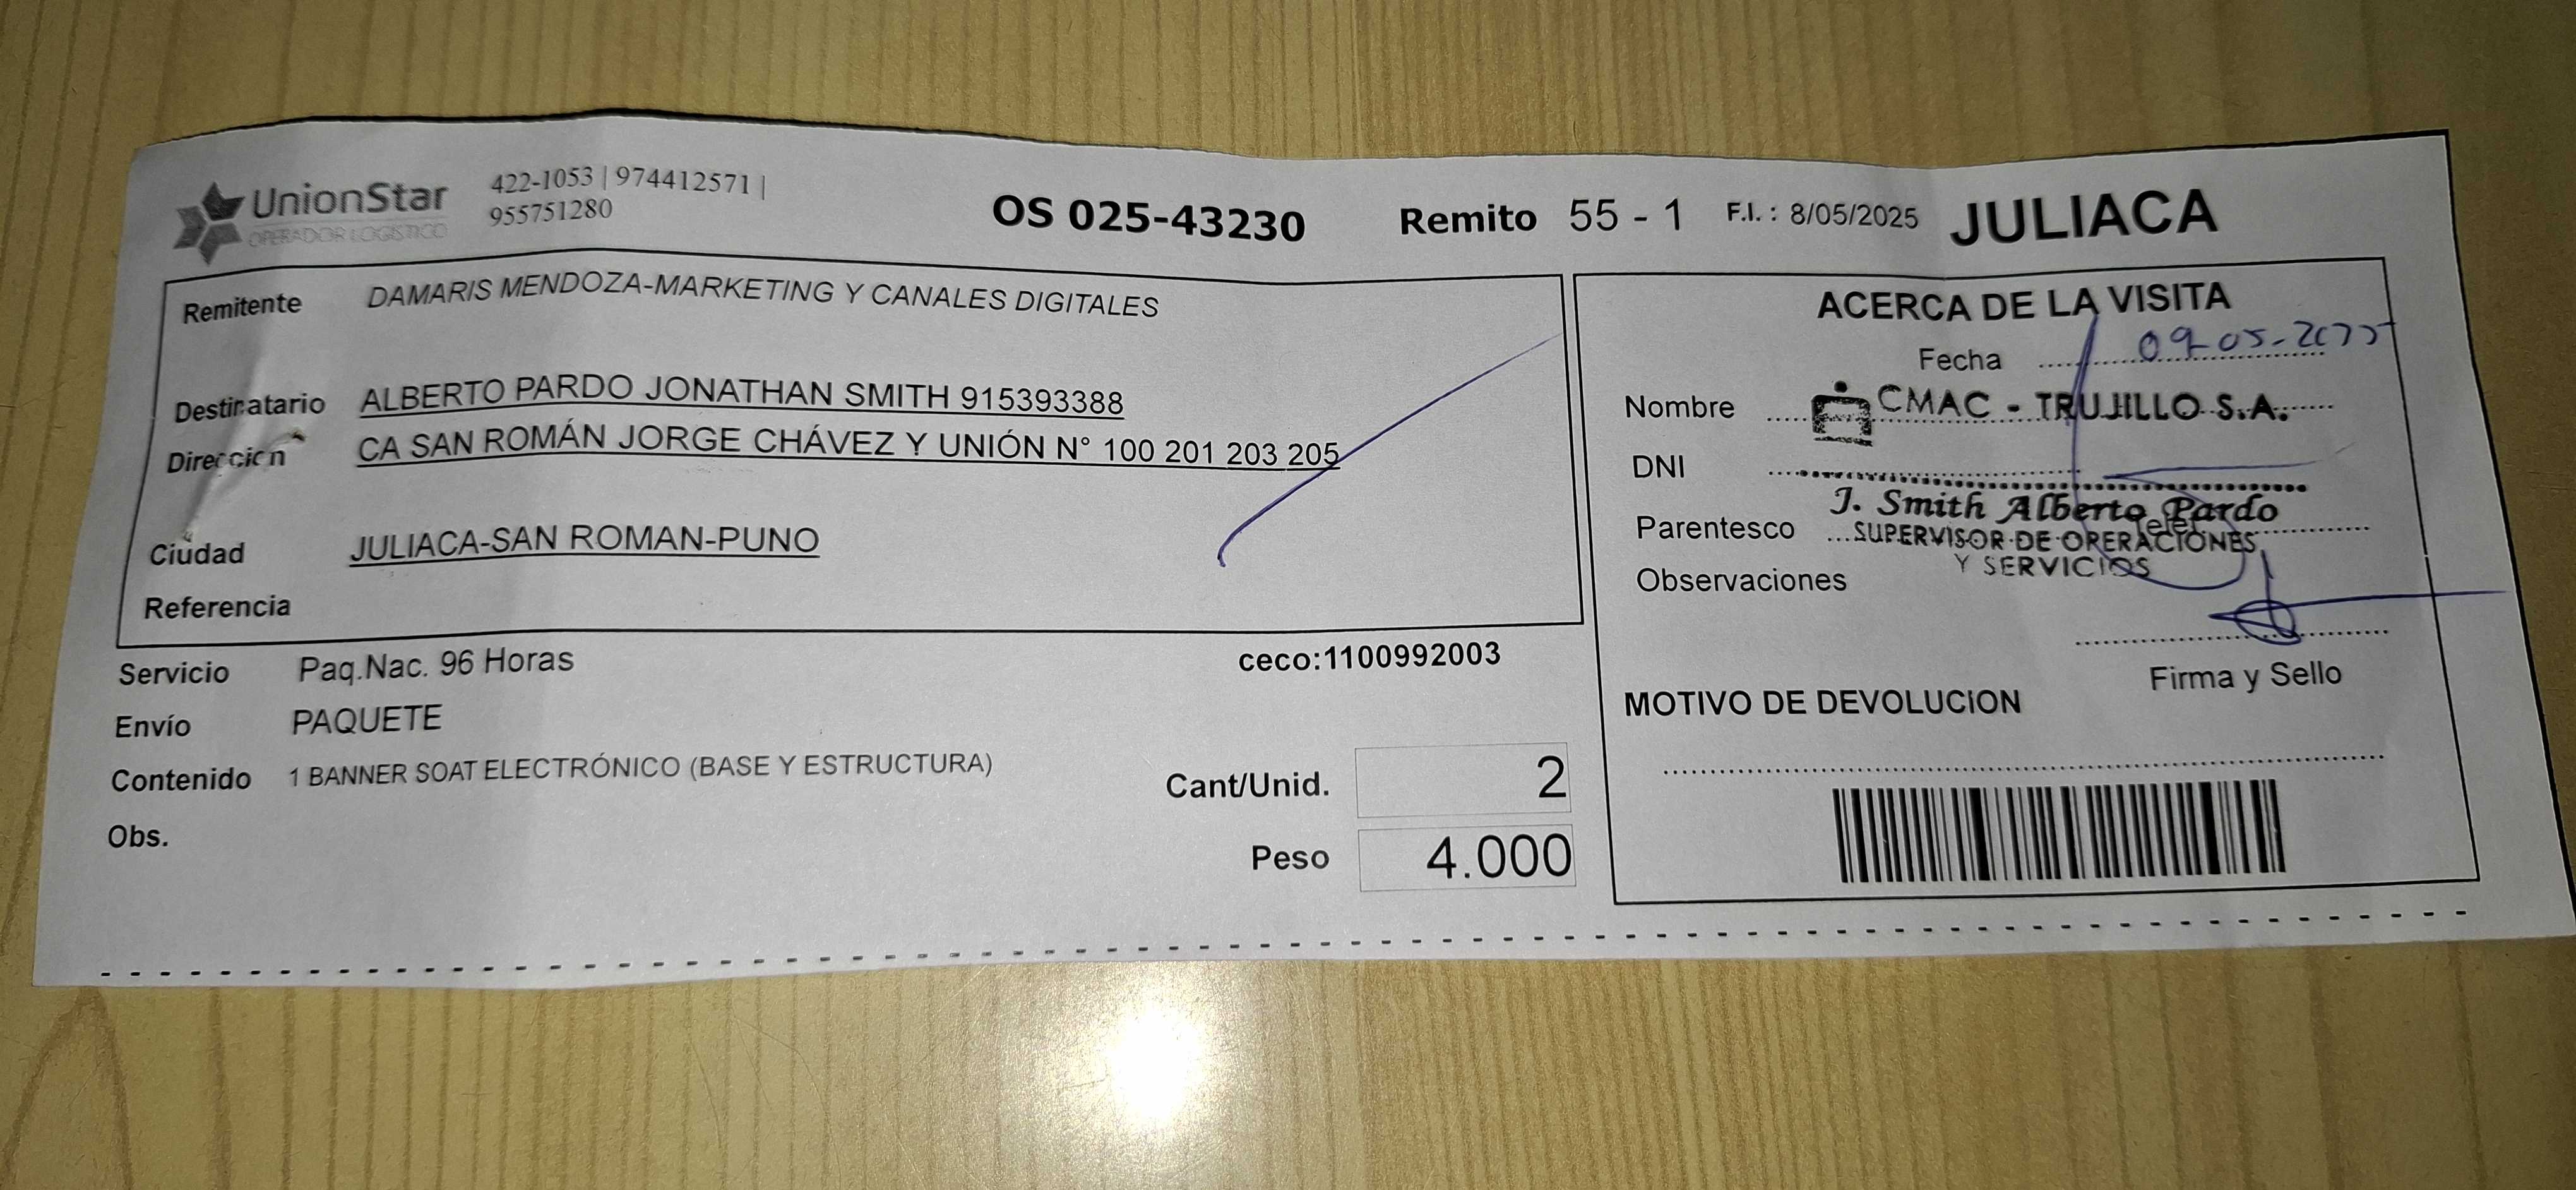 UnionStar
OPERADOR LOGÍSTICO
422-1053 | 974412571 |
955751280
OS 025-43230
Remito 55 - 1
F.I. : 8/05/2025
JULIACA
Remitente DAMARIS MENDOZA-MARKETING Y CANALES DIGITALES
Destinatario ALBERTO PARDO JONATHAN SMITH 915393388
Dirección CA SAN ROMÁN JORGE CHÁVEZ Y UNIÓN N° 100 201 203 205
Ciudad JULIACA-SAN ROMAN-PUNO
Referencia
Servicio Paq.Nac. 96 Horas
ceco:1100992003
Envío PAQUETE
Contenido 1 BANNER SOAT ELECTRÓNICO (BASE Y ESTRUCTURA)
Cant/Unid. 2
Obs.
Peso 4.000
ACERCA DE LA VISITA
Fecha 09-05-2025
Nombre CMAC - TRUJILLO S.A.
DNI
J. Smith Alberto Pardo
Parentesco Telef.
SUPERVISOR DE OPERACIONES
Y SERVICIOS
Observaciones
Firma y Sello
MOTIVO DE DEVOLUCION